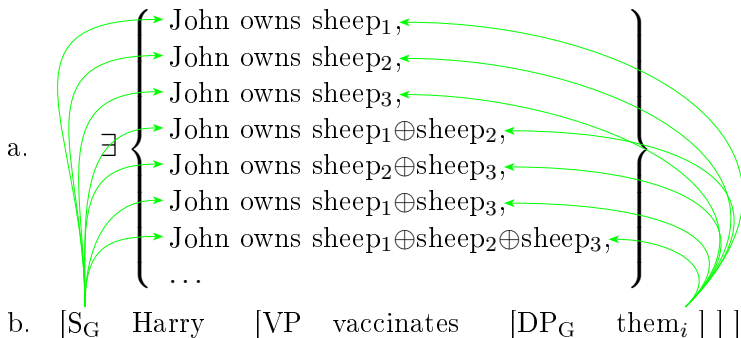 John owns sheep₁,
John owns sheep₂,
John owns sheep₃,
a. ∃ { John owns sheep₁⊕sheep₂, }
John owns sheep₂⊕sheep₃,
John owns sheep₁⊕sheep₃,
John owns sheep₁⊕sheep₂⊕sheep₃,
...
b. [S_G Harry [VP vaccinates [DP_G them_i ] ] ]